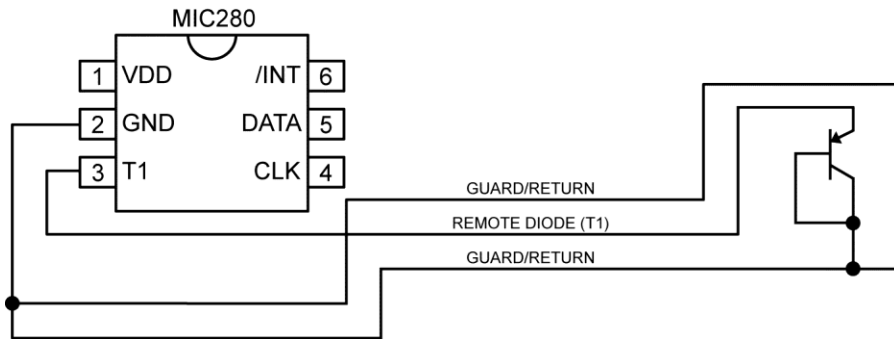 MIC280
1 VDD /INT 6
2 GND DATA 5
3 T1 CLK 4
GUARD/RETURN
REMOTE DIODE (T1)
GUARD/RETURN